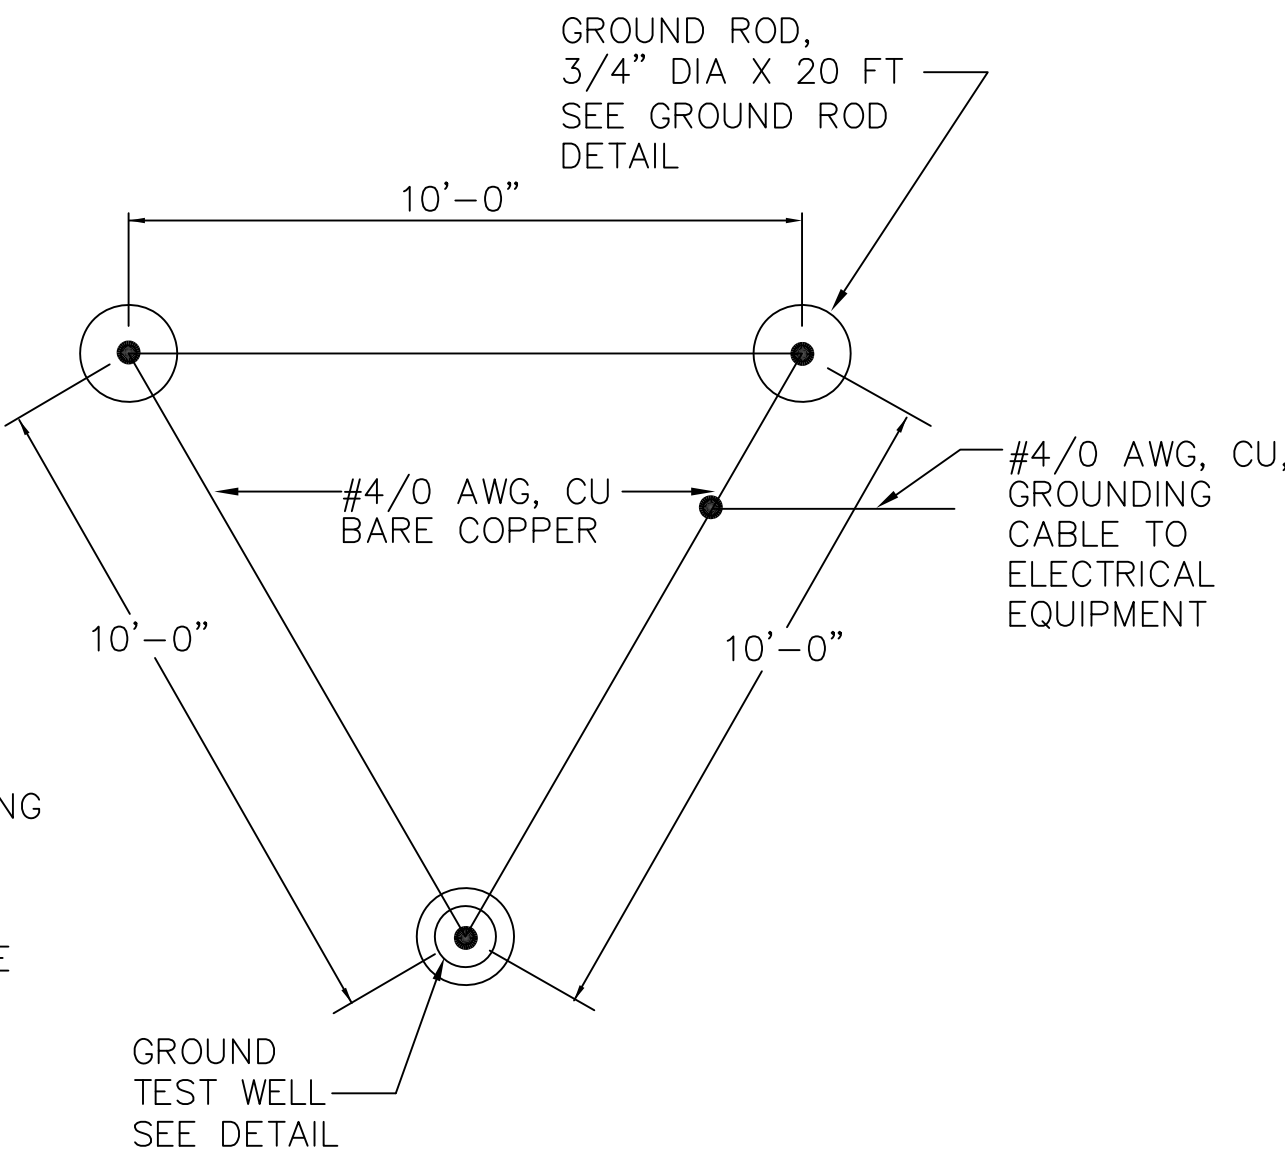 GROUND ROD,
3/4" DIA X 20 FT
SEE GROUND ROD
DETAIL
10'-0"
#4/0 AWG, CU
BARE COPPER
#4/0 AWG, CU,
GROUNDING
CABLE TO
ELECTRICAL
EQUIPMENT
10'-0"
10'-0"
NG
E
GROUND
TEST WELL
SEE DETAIL